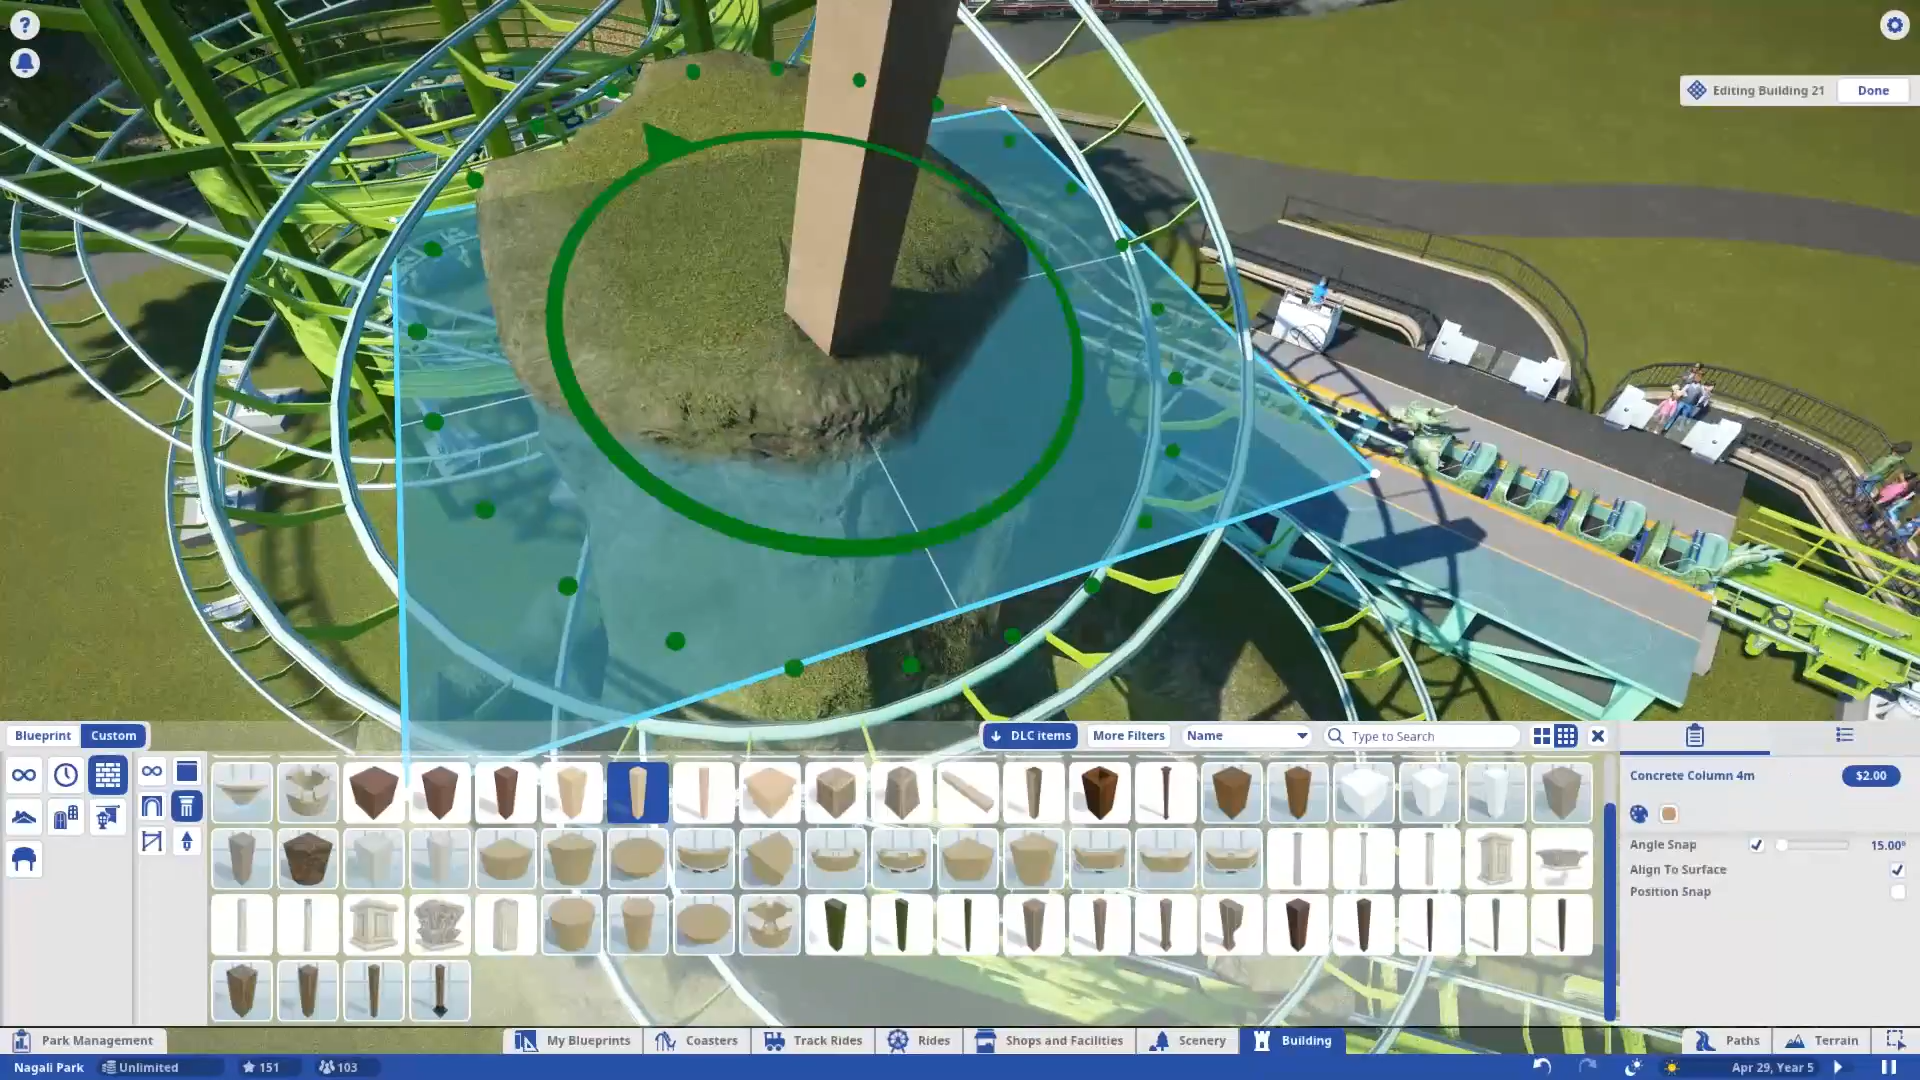 ?
Editing Building 21 Done
Blueprint Custom
DLC items More Filters Name Type to Search
Concrete Column 4m $2.00
Angle Snap 15.00°
Align To Surface
Position Snap
Park Management My Blueprints Coasters Track Rides Rides Shops and Facilities Scenery Building Paths Terrain
Nagali Park Unlimited 151 103 Apr 29, Year 5